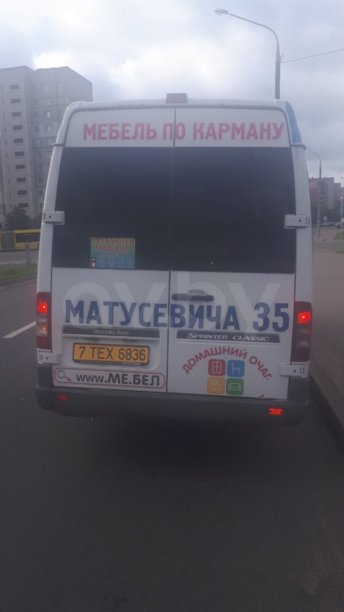 МЕБЕЛЬ ПО КАРМАНУ
МАТУСЕВИЧА 35
Mercedes-Benz
SPRINTER CLASSIC
7 TEX 6836
ДОМАШНИЙ ОЧАГ
www.МЕ.БЕЛ